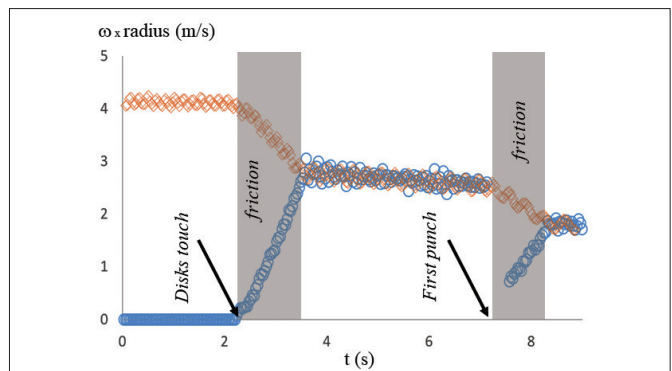 ω x radius (m/s)
5
4
3
2
1
0
friction
friction
Disks touch
First punch
0
2
4
6
8
t (s)